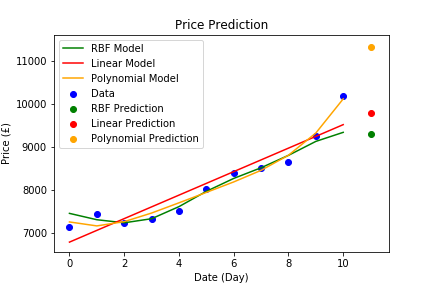 Price Prediction
RBF Model
Linear Model
Polynomial Model
Data
RBF Prediction
Linear Prediction
Polynomial Prediction
11000
10000
9000
8000
7000
Price (£)
0 2 4 6 8 10
Date (Day)